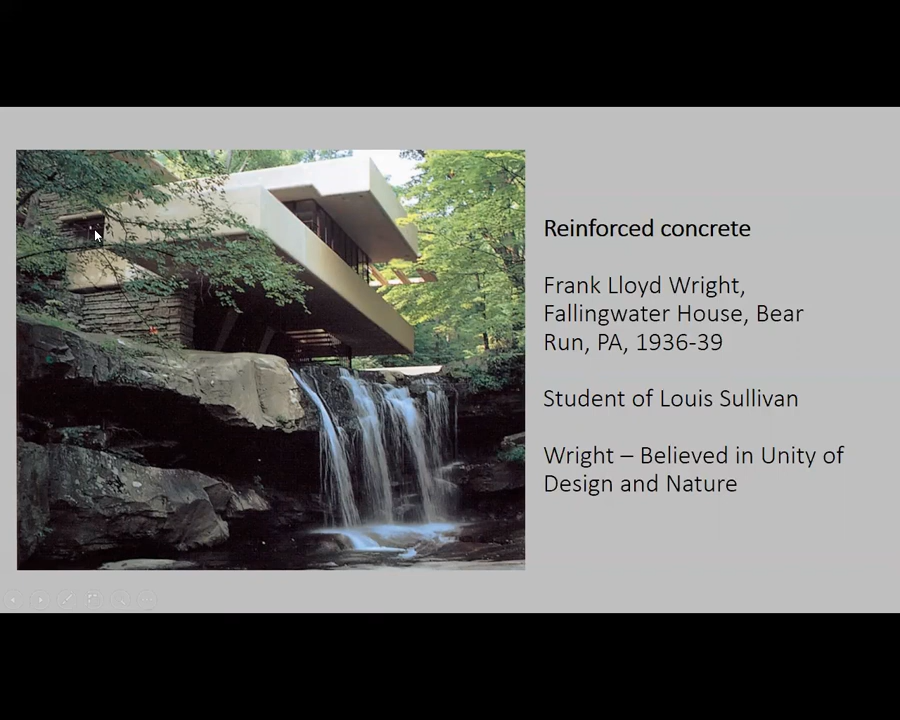 Reinforced concrete
Frank Lloyd Wright,
Fallingwater House, Bear
Run, PA, 1936-39
Student of Louis Sullivan
Wright – Believed in Unity of
Design and Nature